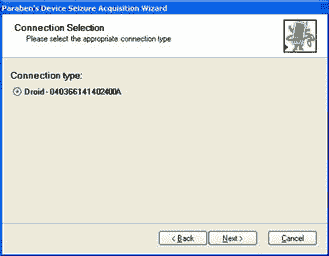 Paraben's Device Seizure Acquisition Wizard
Connection Selection
Please select the appropriate connection type
Connection type:
Droid - 040366141402400A
< Back
Next >
Cancel